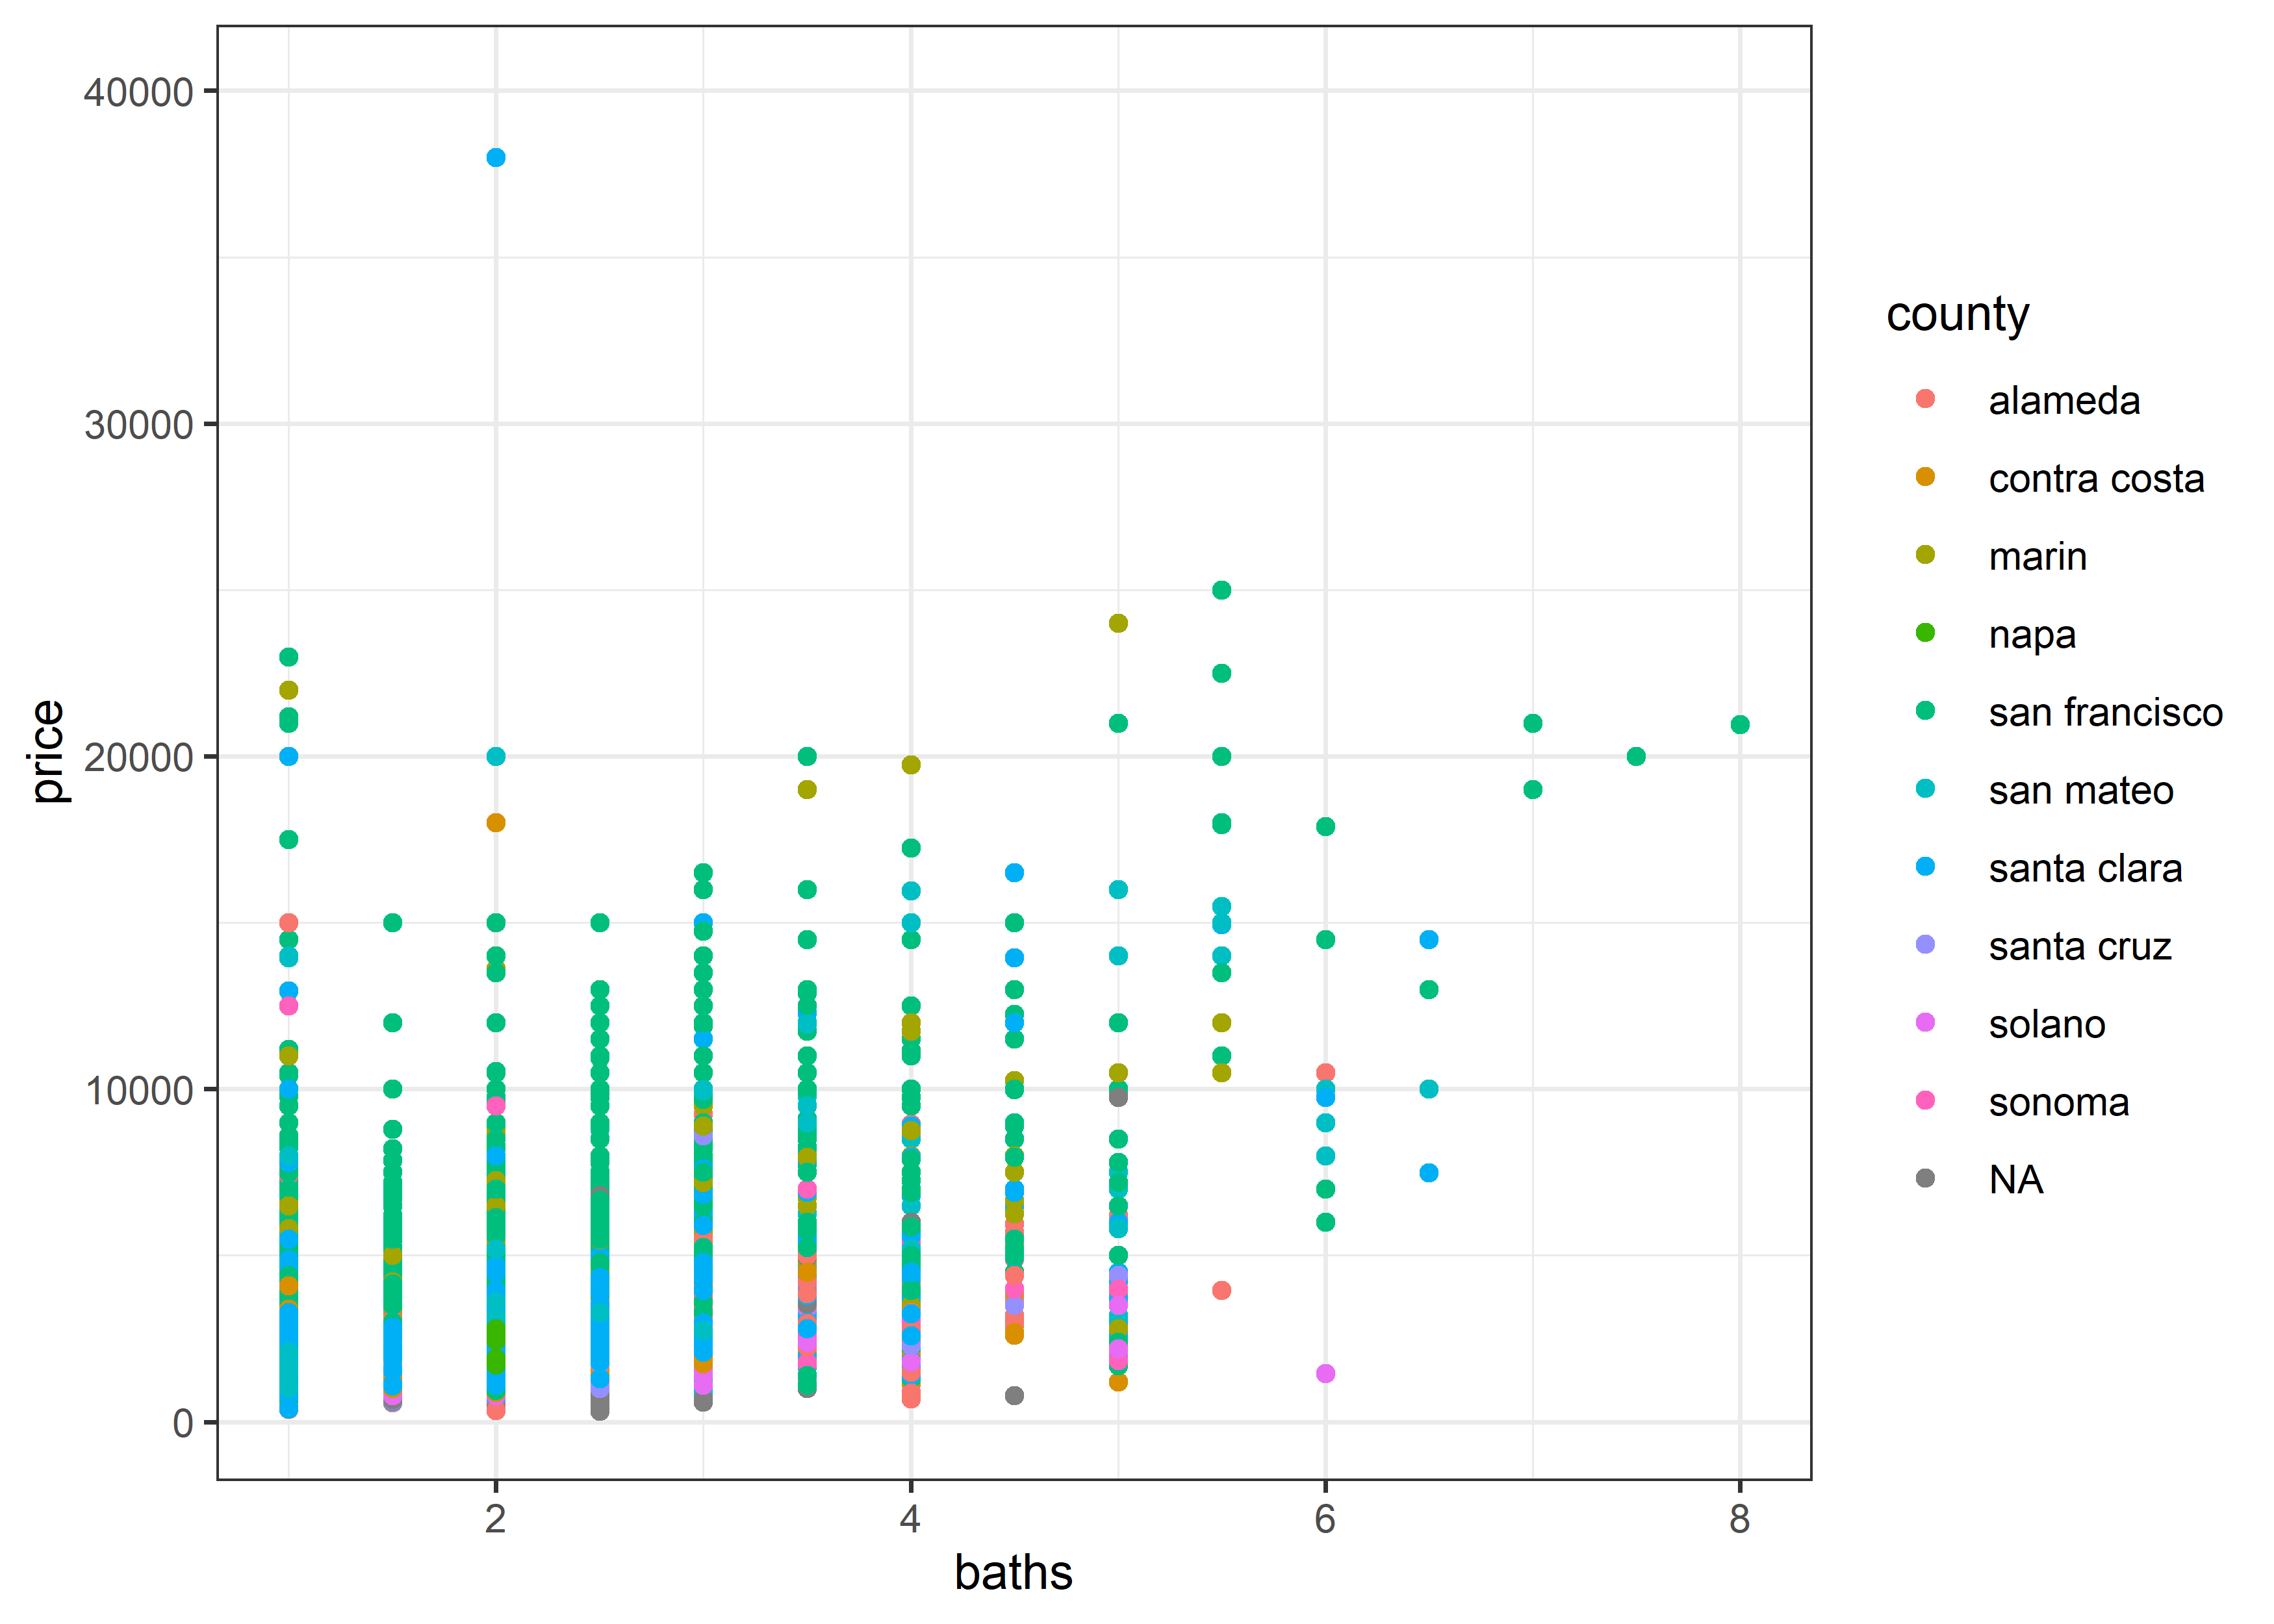 40000
30000
20000
10000
0
price
2
4
6
8
baths
county
alameda
contra costa
marin
napa
san francisco
san mateo
santa clara
santa cruz
solano
sonoma
NA